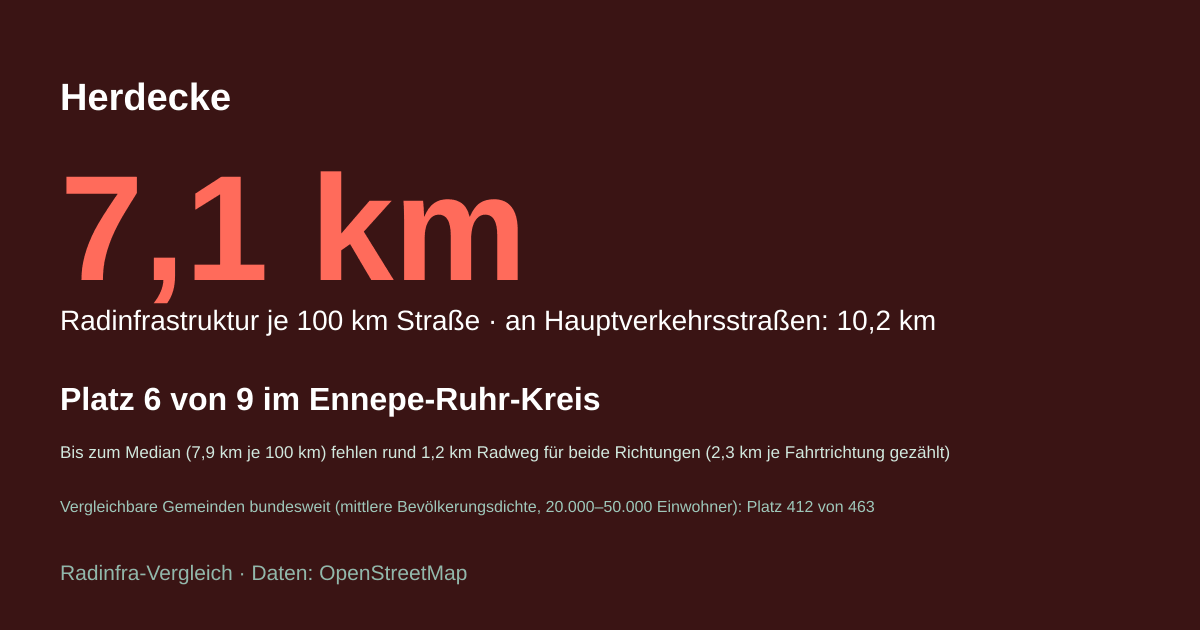 Herdecke
7,1 km
Radinfrastruktur je 100 km Straße · an Hauptverkehrsstraßen: 10,2 km
Platz 6 von 9 im Ennepe-Ruhr-Kreis
Bis zum Median (7,9 km je 100 km) fehlen rund 1,2 km Radweg für beide Richtungen (2,3 km je Fahrtrichtung gezählt)
Vergleichbare Gemeinden bundesweit (mittlere Bevölkerungsdichte, 20.000–50.000 Einwohner): Platz 412 von 463
Radinfra-Vergleich · Daten: OpenStreetMap